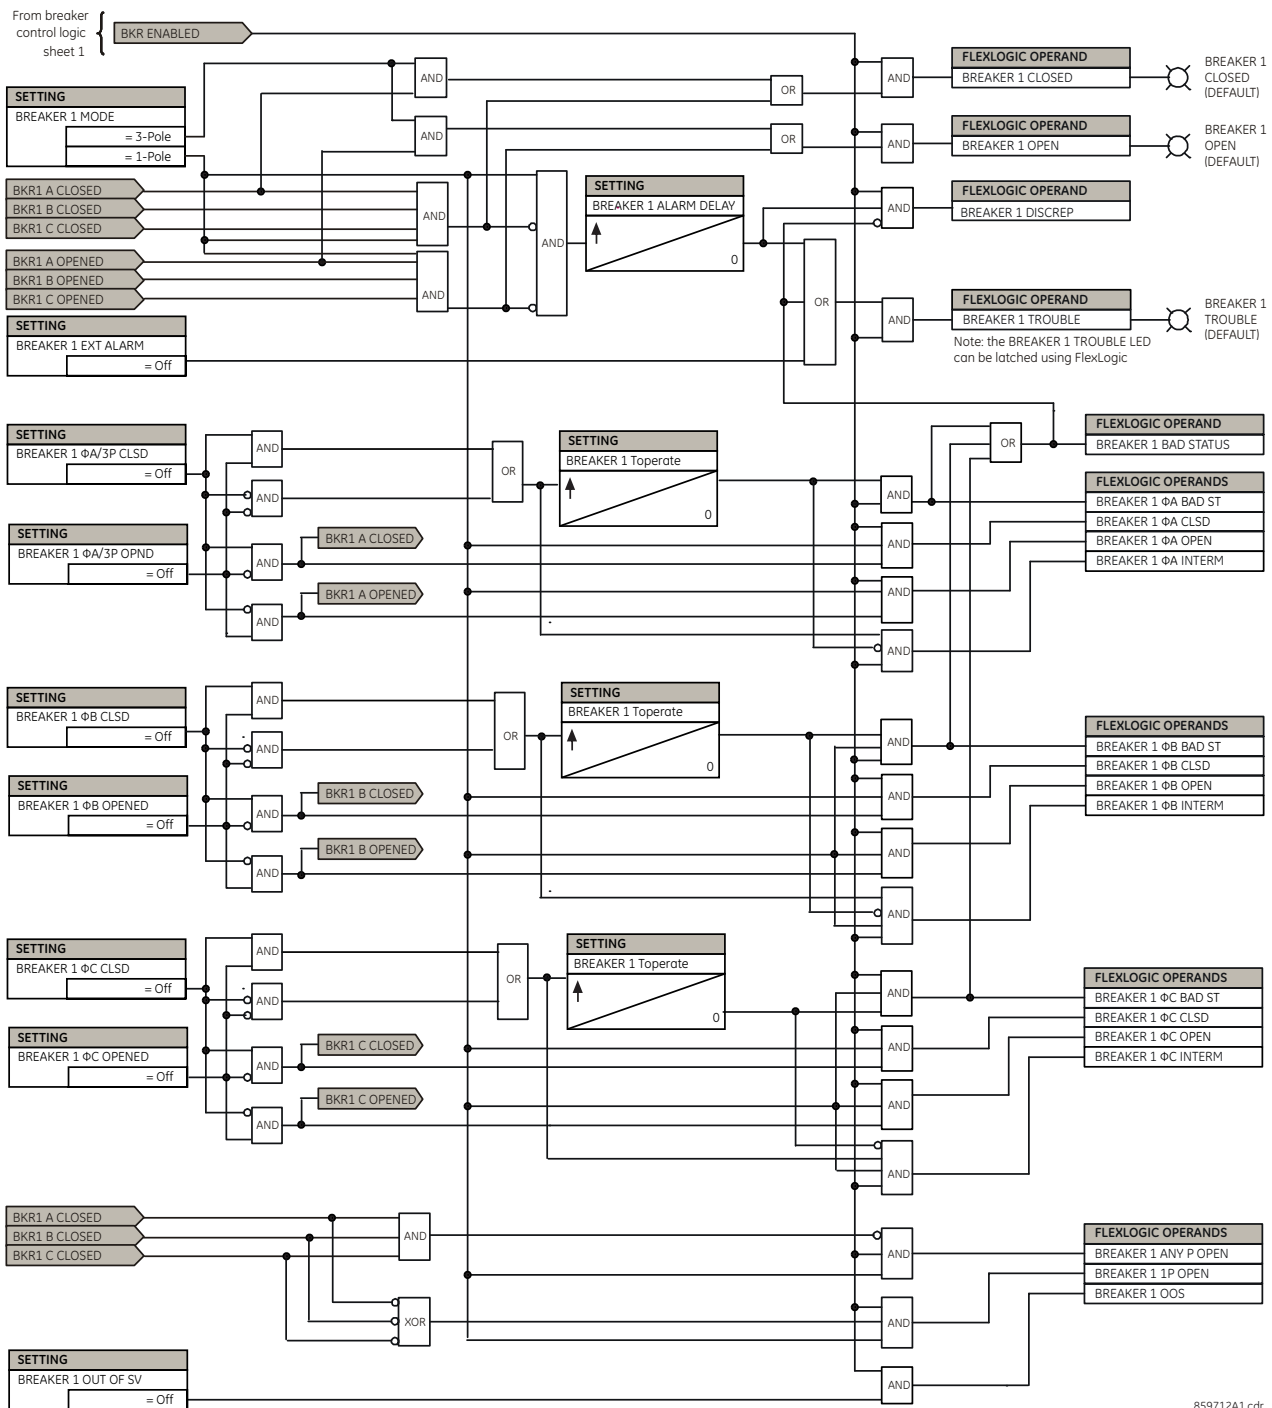 From breaker
control logic
sheet 1
BKR ENABLED
SETTING
BREAKER 1 MODE
= 3-Pole
= 1-Pole
BKR1 A CLOSED
BKR1 B CLOSED
BKR1 C CLOSED
BKR1 A OPENED
BKR1 B OPENED
BKR1 C OPENED
SETTING
BREAKER 1 EXT ALARM
= Off
AND
AND
AND
AND
AND
SETTING
BREAKER 1 ALARM DELAY
0
OR
OR
OR
AND
AND
AND
AND
FLEXLOGIC OPERAND
BREAKER 1 CLOSED
BREAKER 1
CLOSED
(DEFAULT)
FLEXLOGIC OPERAND
BREAKER 1 OPEN
BREAKER 1
OPEN
(DEFAULT)
FLEXLOGIC OPERAND
BREAKER 1 DISCREP
FLEXLOGIC OPERAND
BREAKER 1 TROUBLE
BREAKER 1
TROUBLE
(DEFAULT)
Note: the BREAKER 1 TROUBLE LED
can be latched using FlexLogic
SETTING
BREAKER 1 ΦA/3P CLSD
= Off
SETTING
BREAKER 1 ΦA/3P OPND
= Off
AND
AND
AND
AND
BKR1 A CLOSED
BKR1 A OPENED
OR
SETTING
BREAKER 1 Toperate
0
AND
AND
AND
AND
OR
FLEXLOGIC OPERAND
BREAKER 1 BAD STATUS
FLEXLOGIC OPERANDS
BREAKER 1 ΦA BAD ST
BREAKER 1 ΦA CLSD
BREAKER 1 ΦA OPEN
BREAKER 1 ΦA INTERM
SETTING
BREAKER 1 ΦB CLSD
= Off
SETTING
BREAKER 1 ΦB OPENED
= Off
AND
AND
AND
AND
BKR1 B CLOSED
BKR1 B OPENED
OR
SETTING
BREAKER 1 Toperate
0
AND
AND
AND
AND
FLEXLOGIC OPERANDS
BREAKER 1 ΦB BAD ST
BREAKER 1 ΦB CLSD
BREAKER 1 ΦB OPEN
BREAKER 1 ΦB INTERM
SETTING
BREAKER 1 ΦC CLSD
= Off
SETTING
BREAKER 1 ΦC OPENED
= Off
AND
AND
AND
AND
BKR1 C CLOSED
BKR1 C OPENED
OR
SETTING
BREAKER 1 Toperate
0
AND
AND
AND
AND
FLEXLOGIC OPERANDS
BREAKER 1 ΦC BAD ST
BREAKER 1 ΦC CLSD
BREAKER 1 ΦC OPEN
BREAKER 1 ΦC INTERM
BKR1 A CLOSED
BKR1 B CLOSED
BKR1 C CLOSED
AND
XOR
AND
AND
AND
FLEXLOGIC OPERANDS
BREAKER 1 ANY P OPEN
BREAKER 1 1P OPEN
BREAKER 1 OOS
SETTING
BREAKER 1 OUT OF SV
= Off
859712A1.cdr